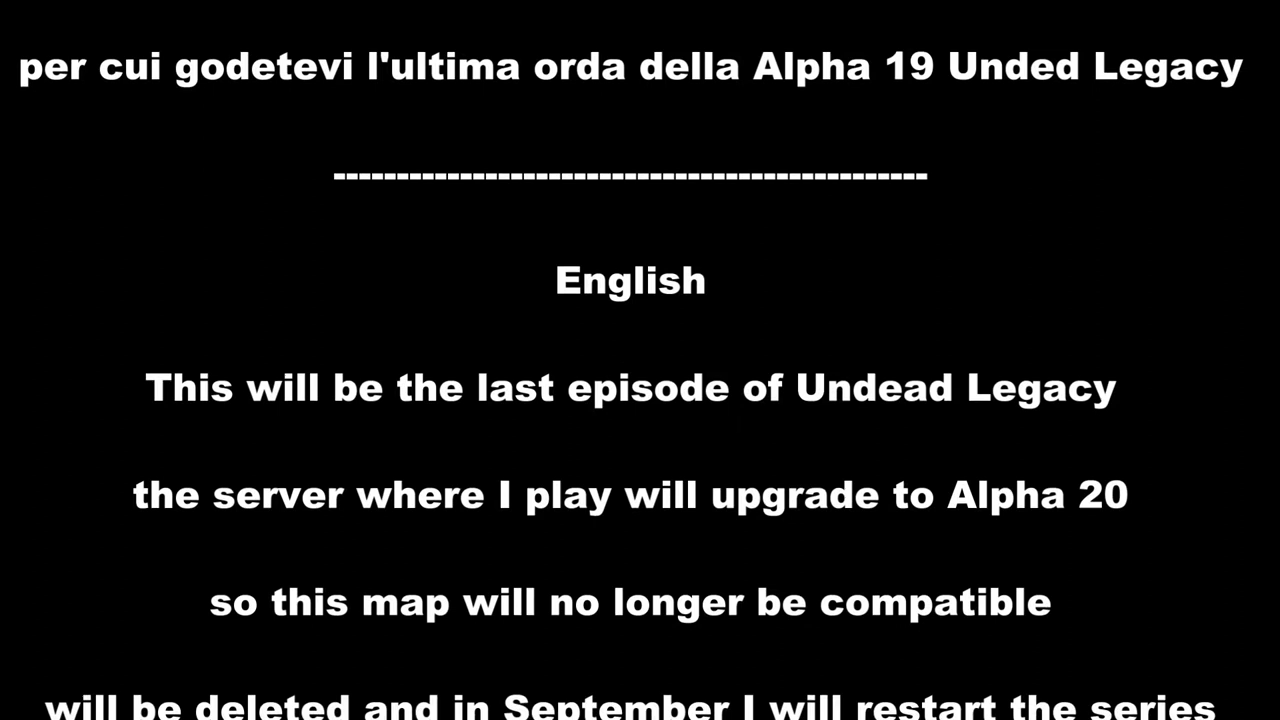 per cui godetevi l'ultima orda della Alpha 19 Unded Legacy
-----------------------------------------------
English
This will be the last episode of Undead Legacy
the server where I play will upgrade to Alpha 20
so this map will no longer be compatible
will be deleted and in September I will restart the series